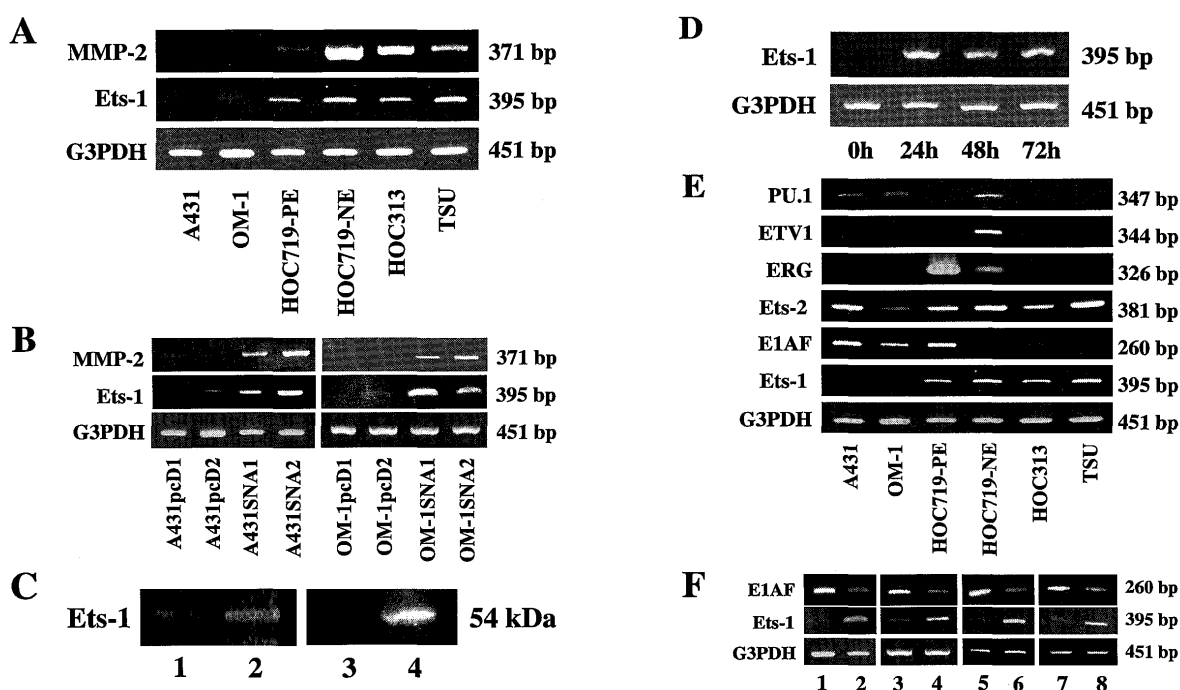 A
MMP-2 371 bp
Ets-1 395 bp
G3PDH 451 bp
A431 OM-1 HOC719-PE HOC719-NE HOC313 TSU
B
MMP-2 371 bp
Ets-1 395 bp
G3PDH 451 bp
A431pcD1 A431pcD2 A431SNA1 A431SNA2 OM-1pcD1 OM-1pcD2 OM-1SNA1 OM-1SNA2
C
Ets-1 54 kDa
1 2 3 4
D
Ets-1 395 bp
G3PDH 451 bp
0h 24h 48h 72h
E
PU.1 347 bp
ETV1 344 bp
ERG 326 bp
Ets-2 381 bp
E1AF 260 bp
Ets-1 395 bp
G3PDH 451 bp
A431 OM-1 HOC719-PE HOC719-NE HOC313 TSU
F
E1AF 260 bp
Ets-1 395 bp
G3PDH 451 bp
1 2 3 4 5 6 7 8